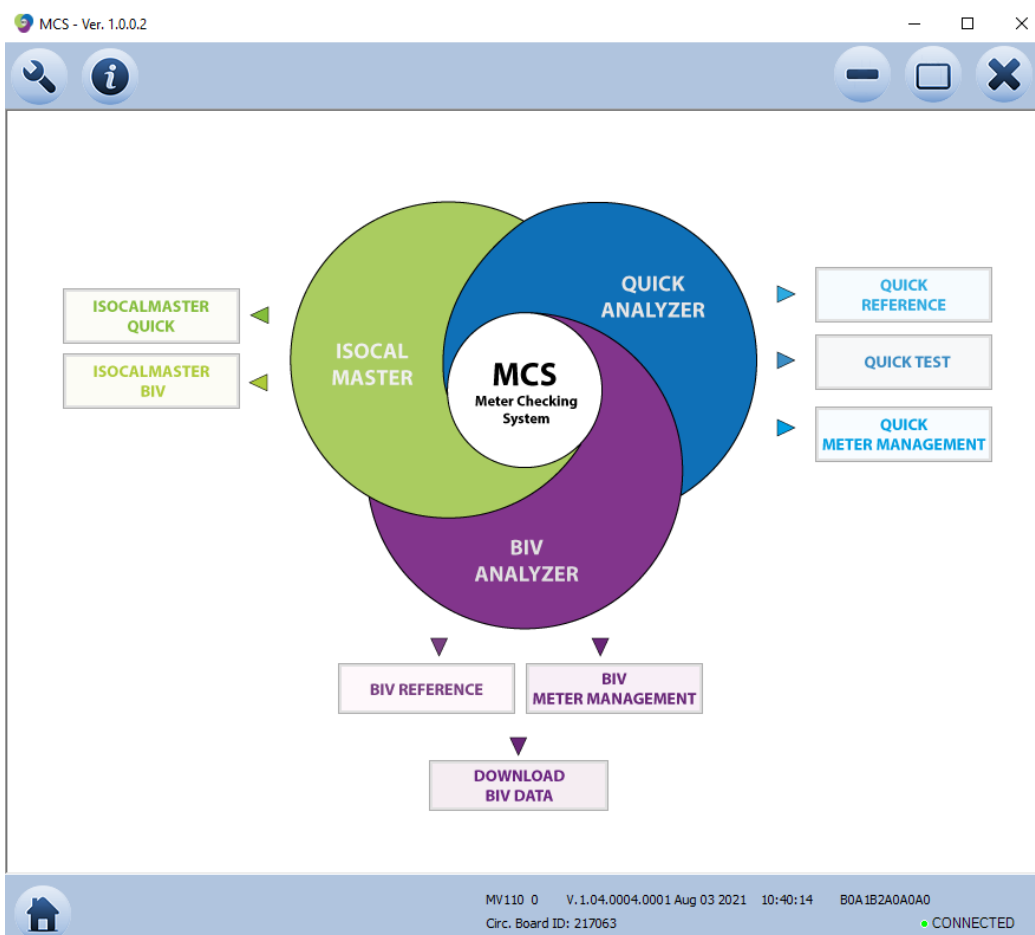 MCS - Ver. 1.0.0.2
QUICK
ANALYZER
QUICK
REFERENCE
ISOCALMASTER
QUICK
ISOCAL
MASTER
QUICK TEST
ISOCALMASTER
BIV
MCS
Meter Checking
System
QUICK
METER MANAGEMENT
BIV
ANALYZER
BIV REFERENCE
BIV
METER MANAGEMENT
DOWNLOAD
BIV DATA
MV110 0 V.1.04.0004.0001 Aug 03 2021 10:40:14 B0A1B2A0A0A0
Circ. Board ID: 217063 CONNECTED